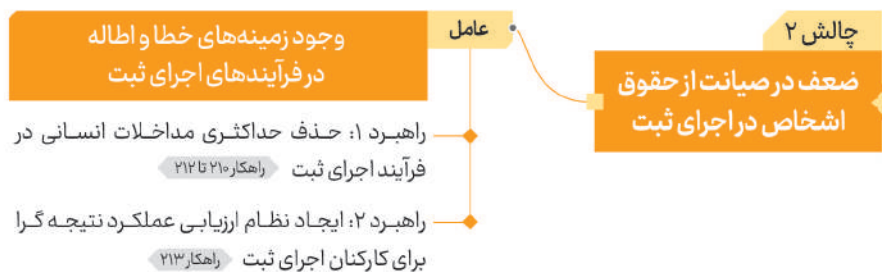 چالش ۲
ضعف در صیانت از حقوق
اشخاص در اجرای ثبت
عامل
وجود زمینه‌های خطا و اطاله
در فرآیندهای اجرای ثبت
راهبرد ۱: حذف حداکثری مداخلات انسانی در
فرآیند اجرای ثبت راهکار ۲۱۰ تا ۲۱۲
راهبرد ۲: ایجاد نظام ارزیابی عملکرد نتیجه گرا
برای کارکنان اجرای ثبت راهکار ۲۱۳